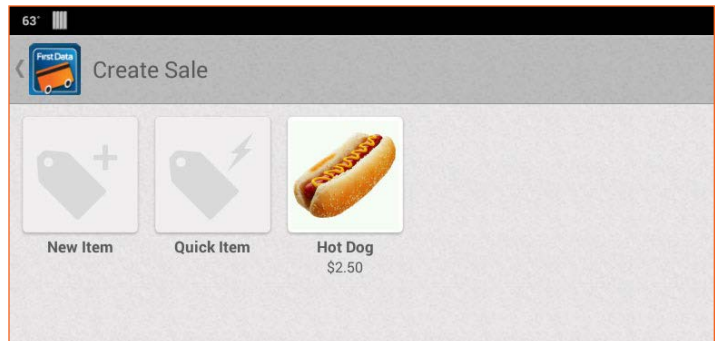 63°
First Data
Create Sale
New Item
Quick Item
Hot Dog
$2.50